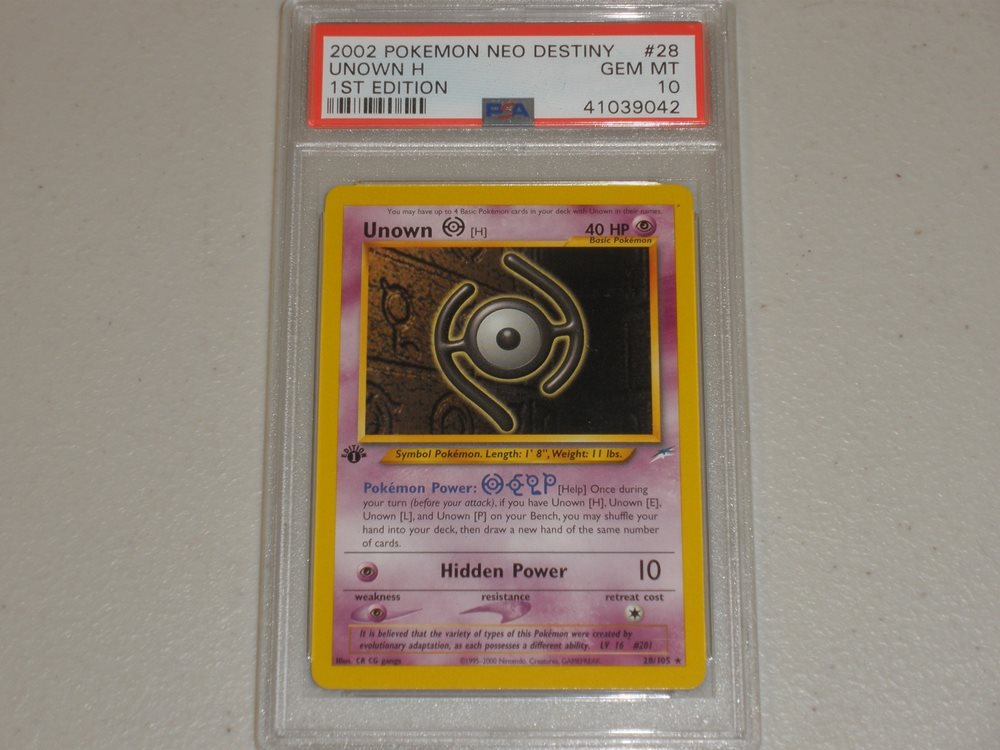 2002 POKEMON NEO DESTINY #28
UNOWN H GEM MT
1ST EDITION 10
PSA 41039042
You may have up to 4 Basic Pokémon cards in your deck with Unown in their names.
Unown [H] 40 HP
Basic Pokémon
EDITION 1
Symbol Pokémon. Length: 1' 8", Weight: 11 lbs.
Pokémon Power: [Help] Once during
your turn (before your attack), if you have Unown [H], Unown [E],
Unown [L], and Unown [P] on your Bench, you may shuffle your
hand into your deck, then draw a new hand of the same number
of cards.
Hidden Power 10
weakness resistance retreat cost
It is believed that the variety of types of this Pokémon were created by
evolutionary adaptation, as each possesses a different ability. LV. 16 #201
Illus. CR CG gangs ©1995-2000 Nintendo, Creatures, GAMEFREAK. 28/105 ★